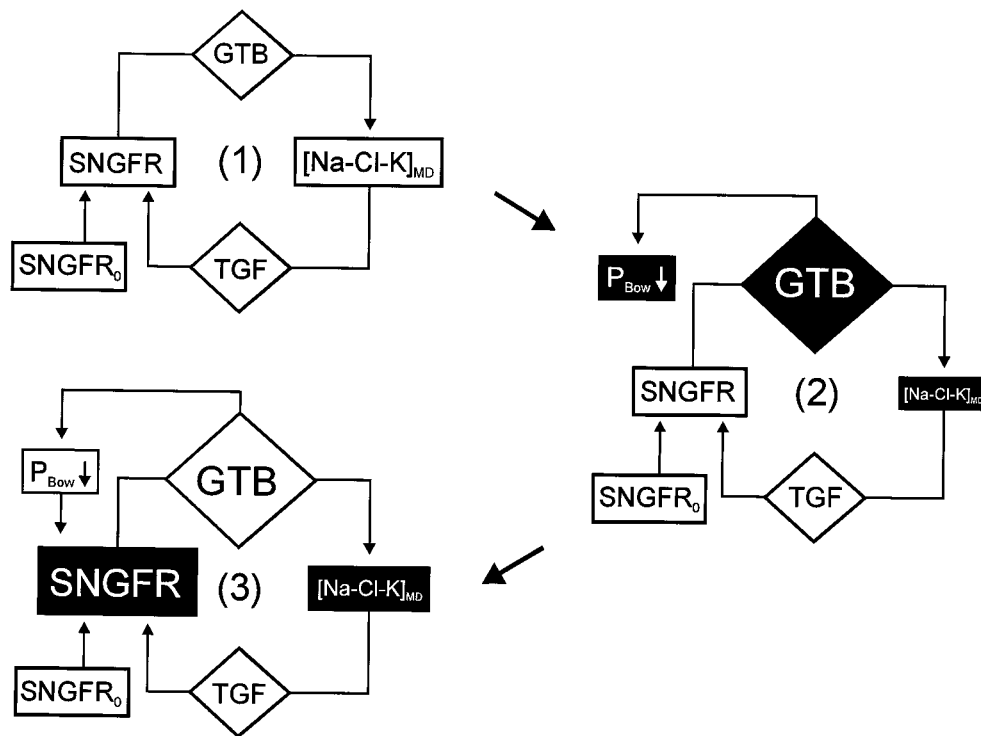 GTB
SNGFR
(1)
[Na-Cl-K]MD
SNGFR0
TGF
PBow ↓
GTB
SNGFR
(2)
[Na-Cl-K]MD
SNGFR0
TGF
PBow ↓
GTB
SNGFR
(3)
[Na-Cl-K]MD
SNGFR0
TGF